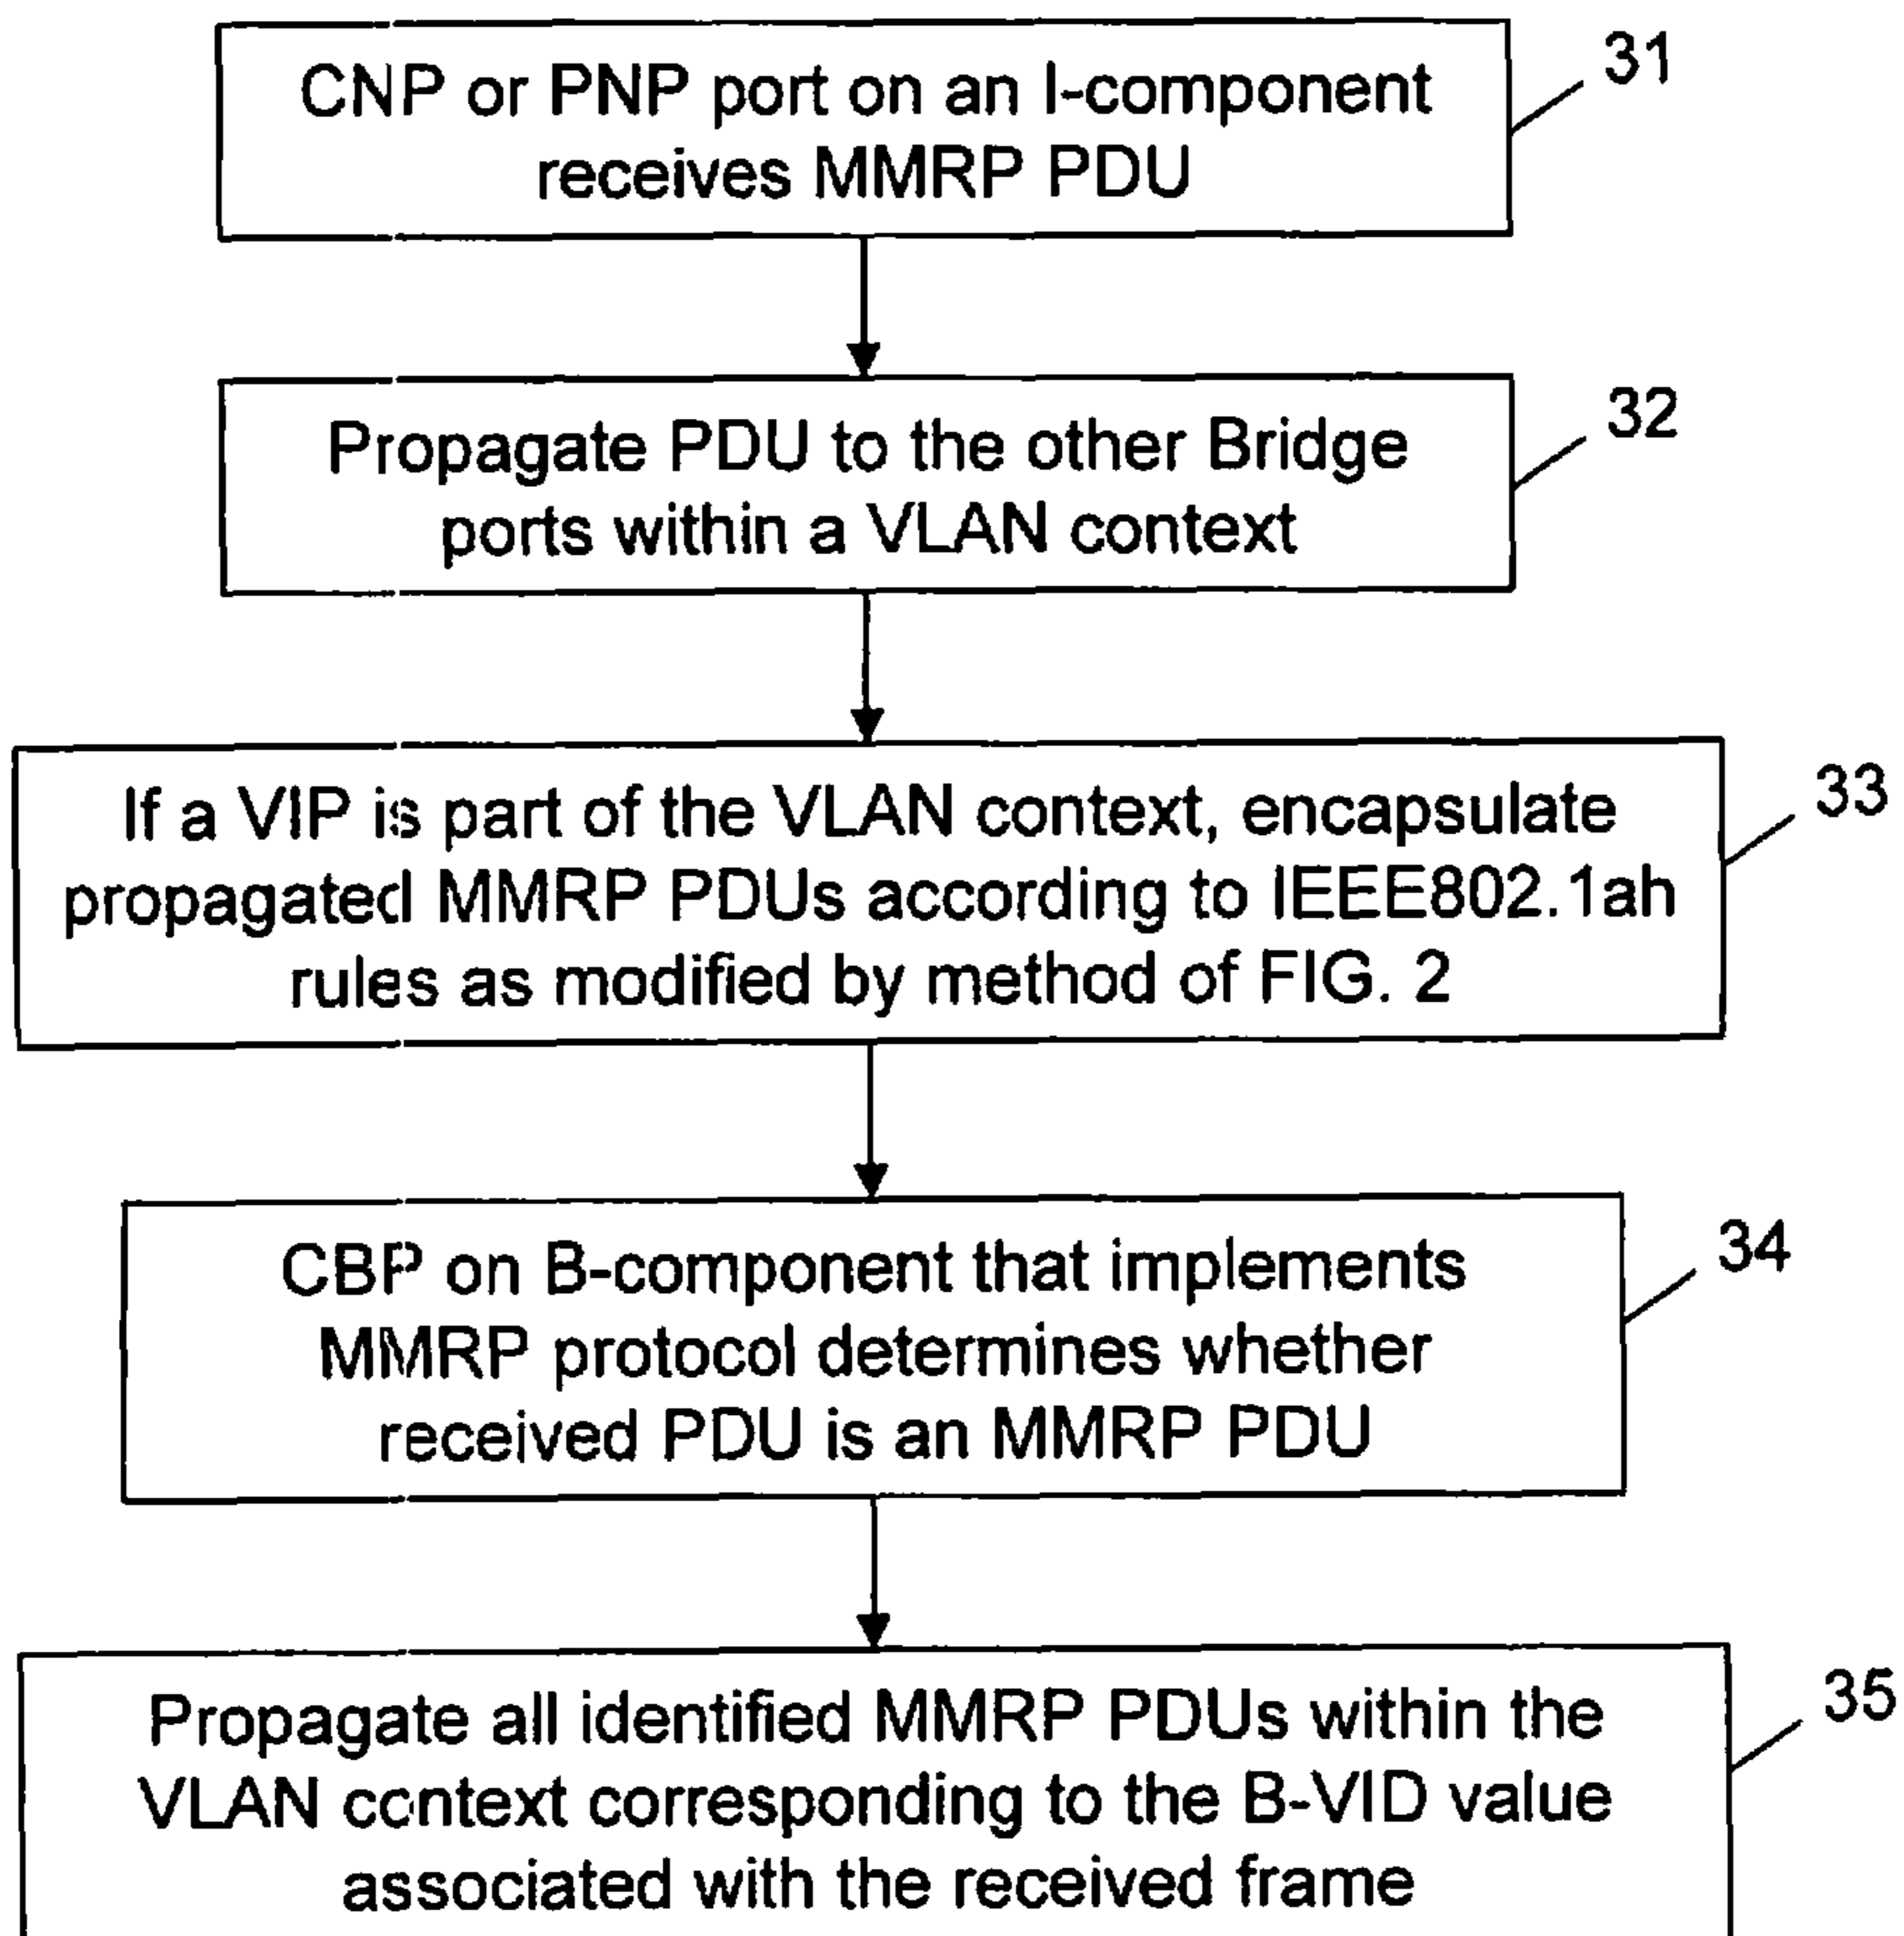 CNP or PNP port on an I-component
receives MMRP PDU
31
Propagate PDU to the other Bridge
ports within a VLAN context
32
If a VIP is part of the VLAN context, encapsulate
propagated MMRP PDUs according to IEEE802.1ah
rules as modified by method of FIG. 2
33
CBP on B-component that implements
MMRP protocol determines whether
received PDU is an MMRP PDU
34
Propagate all identified MMRP PDUs within the
VLAN context corresponding to the B-VID value
associated with the received frame
35